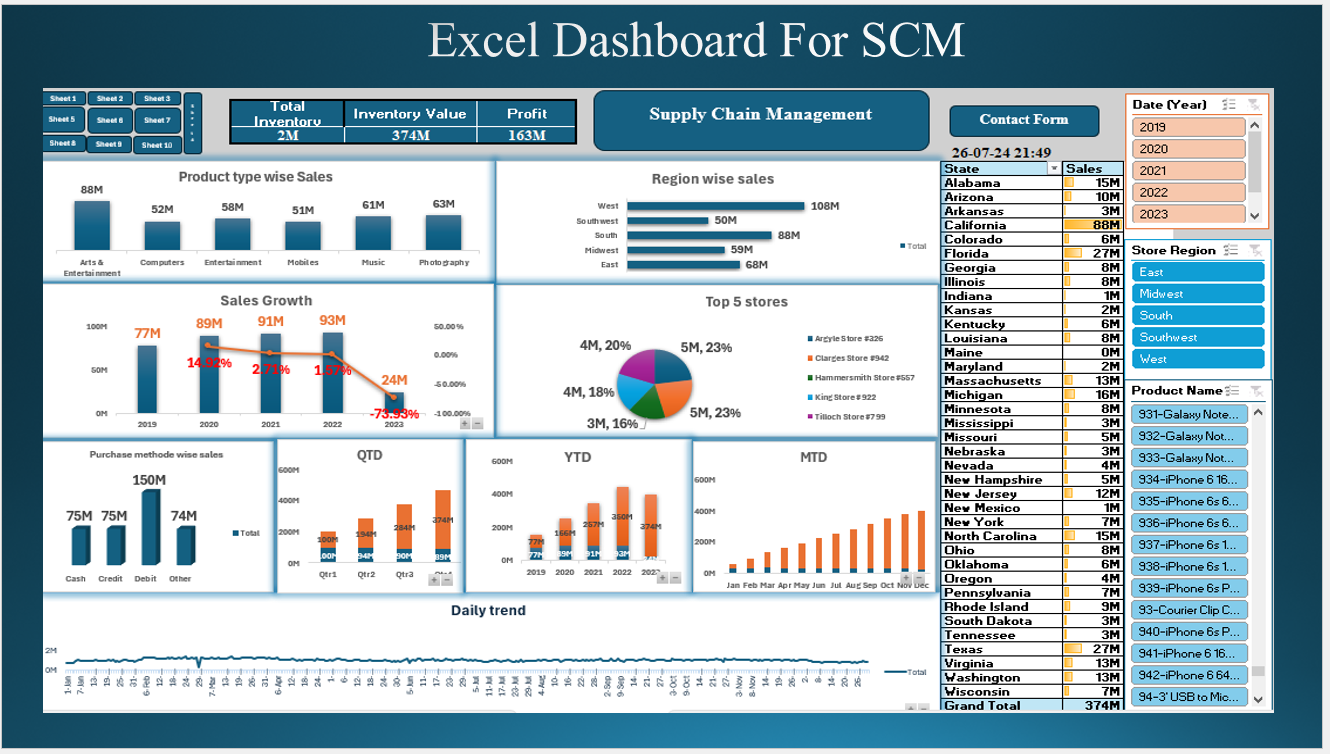 Excel Dashboard For SCM
Sheet 1 Sheet 2 Sheet 3
Sheet 5 Sheet 6 Sheet 7
Sheet 8 Sheet 9 Sheet 10
Total Inventory Inventory Value Profit
2M 374M 163M
Supply Chain Management
Contact Form
26-07-24 21:49
Product type wise Sales
88M 52M 58M 51M 61M 63M
Arts & Entertainment Computers Entertainment Mobiles Music Photography
Region wise sales
West 108M
Southwest 50M
South 88M
Midwest 59M
East 68M
Total
Sales Growth
100M 50M 0M
77M 89M 91M 93M 24M
14.92% 2.71% 1.57% -73.93%
50.00% 0.00% -50.00% -100.00%
2019 2020 2021 2022 2023
Top 5 stores
5M, 23%
5M, 23%
3M, 16%
4M, 18%
4M, 20%
Argyle Store #326
Clarges Store #942
Hammersmith Store #557
King Store #922
Tilloch Store #799
Purchase methode wise sales
75M 75M 150M 74M
Cash Credit Debit Other
Total
QTD
600M 400M 200M 0M
100M 194M 284M 374M
100M 94M 90M 89M
Qtr1 Qtr2 Qtr3
YTD
600M 400M 200M 0M
77M 166M 257M 350M 374M
77M 89M 91M 93M
2019 2020 2021 2022 2023
MTD
600M 400M 200M 0M
Jan Feb Mar Apr May Jun Jul Aug Sep Oct Nov Dec
Daily trend
2M
0M
Total
State Sales
Alabama 15M
Arizona 10M
Arkansas 3M
California 88M
Colorado 6M
Florida 27M
Georgia 8M
Illinois 8M
Indiana 1M
Kansas 2M
Kentucky 6M
Louisiana 8M
Maine 0M
Maryland 2M
Massachusetts 13M
Michigan 16M
Minnesota 8M
Mississippi 3M
Missouri 5M
Nebraska 3M
Nevada 4M
New Hampshire 5M
New Jersey 12M
New Mexico 1M
New York 7M
North Carolina 15M
Ohio 8M
Oklahoma 6M
Oregon 4M
Pennsylvania 7M
Rhode Island 9M
South Dakota 3M
Tennessee 3M
Texas 27M
Virginia 13M
Washington 13M
Wisconsin 7M
Grand Total 374M
Date (Year)
2019
2020
2021
2022
2023
Store Region
East
Midwest
South
Southwest
West
Product Name
931-Galaxy Note...
932-Galaxy Not...
933-Galaxy Not...
934-iPhone 6 16...
935-iPhone 6s 6...
936-iPhone 6s 6...
937-iPhone 6s 1...
938-iPhone 6s 1...
939-iPhone 6s P...
93-Courier Clip C...
940-iPhone 6s P...
941-iPhone 6 16...
942-iPhone 6 64...
94-3' USB to Mic...